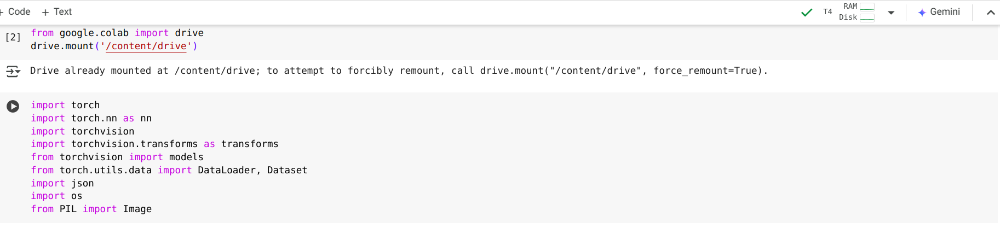 + Code + Text
T4 RAM Disk Gemini
[2] from google.colab import drive
drive.mount('/content/drive')
Drive already mounted at /content/drive; to attempt to forcibly remount, call drive.mount("/content/drive", force_remount=True).
import torch
import torch.nn as nn
import torchvision
import torchvision.transforms as transforms
from torchvision import models
from torch.utils.data import DataLoader, Dataset
import json
import os
from PIL import Image